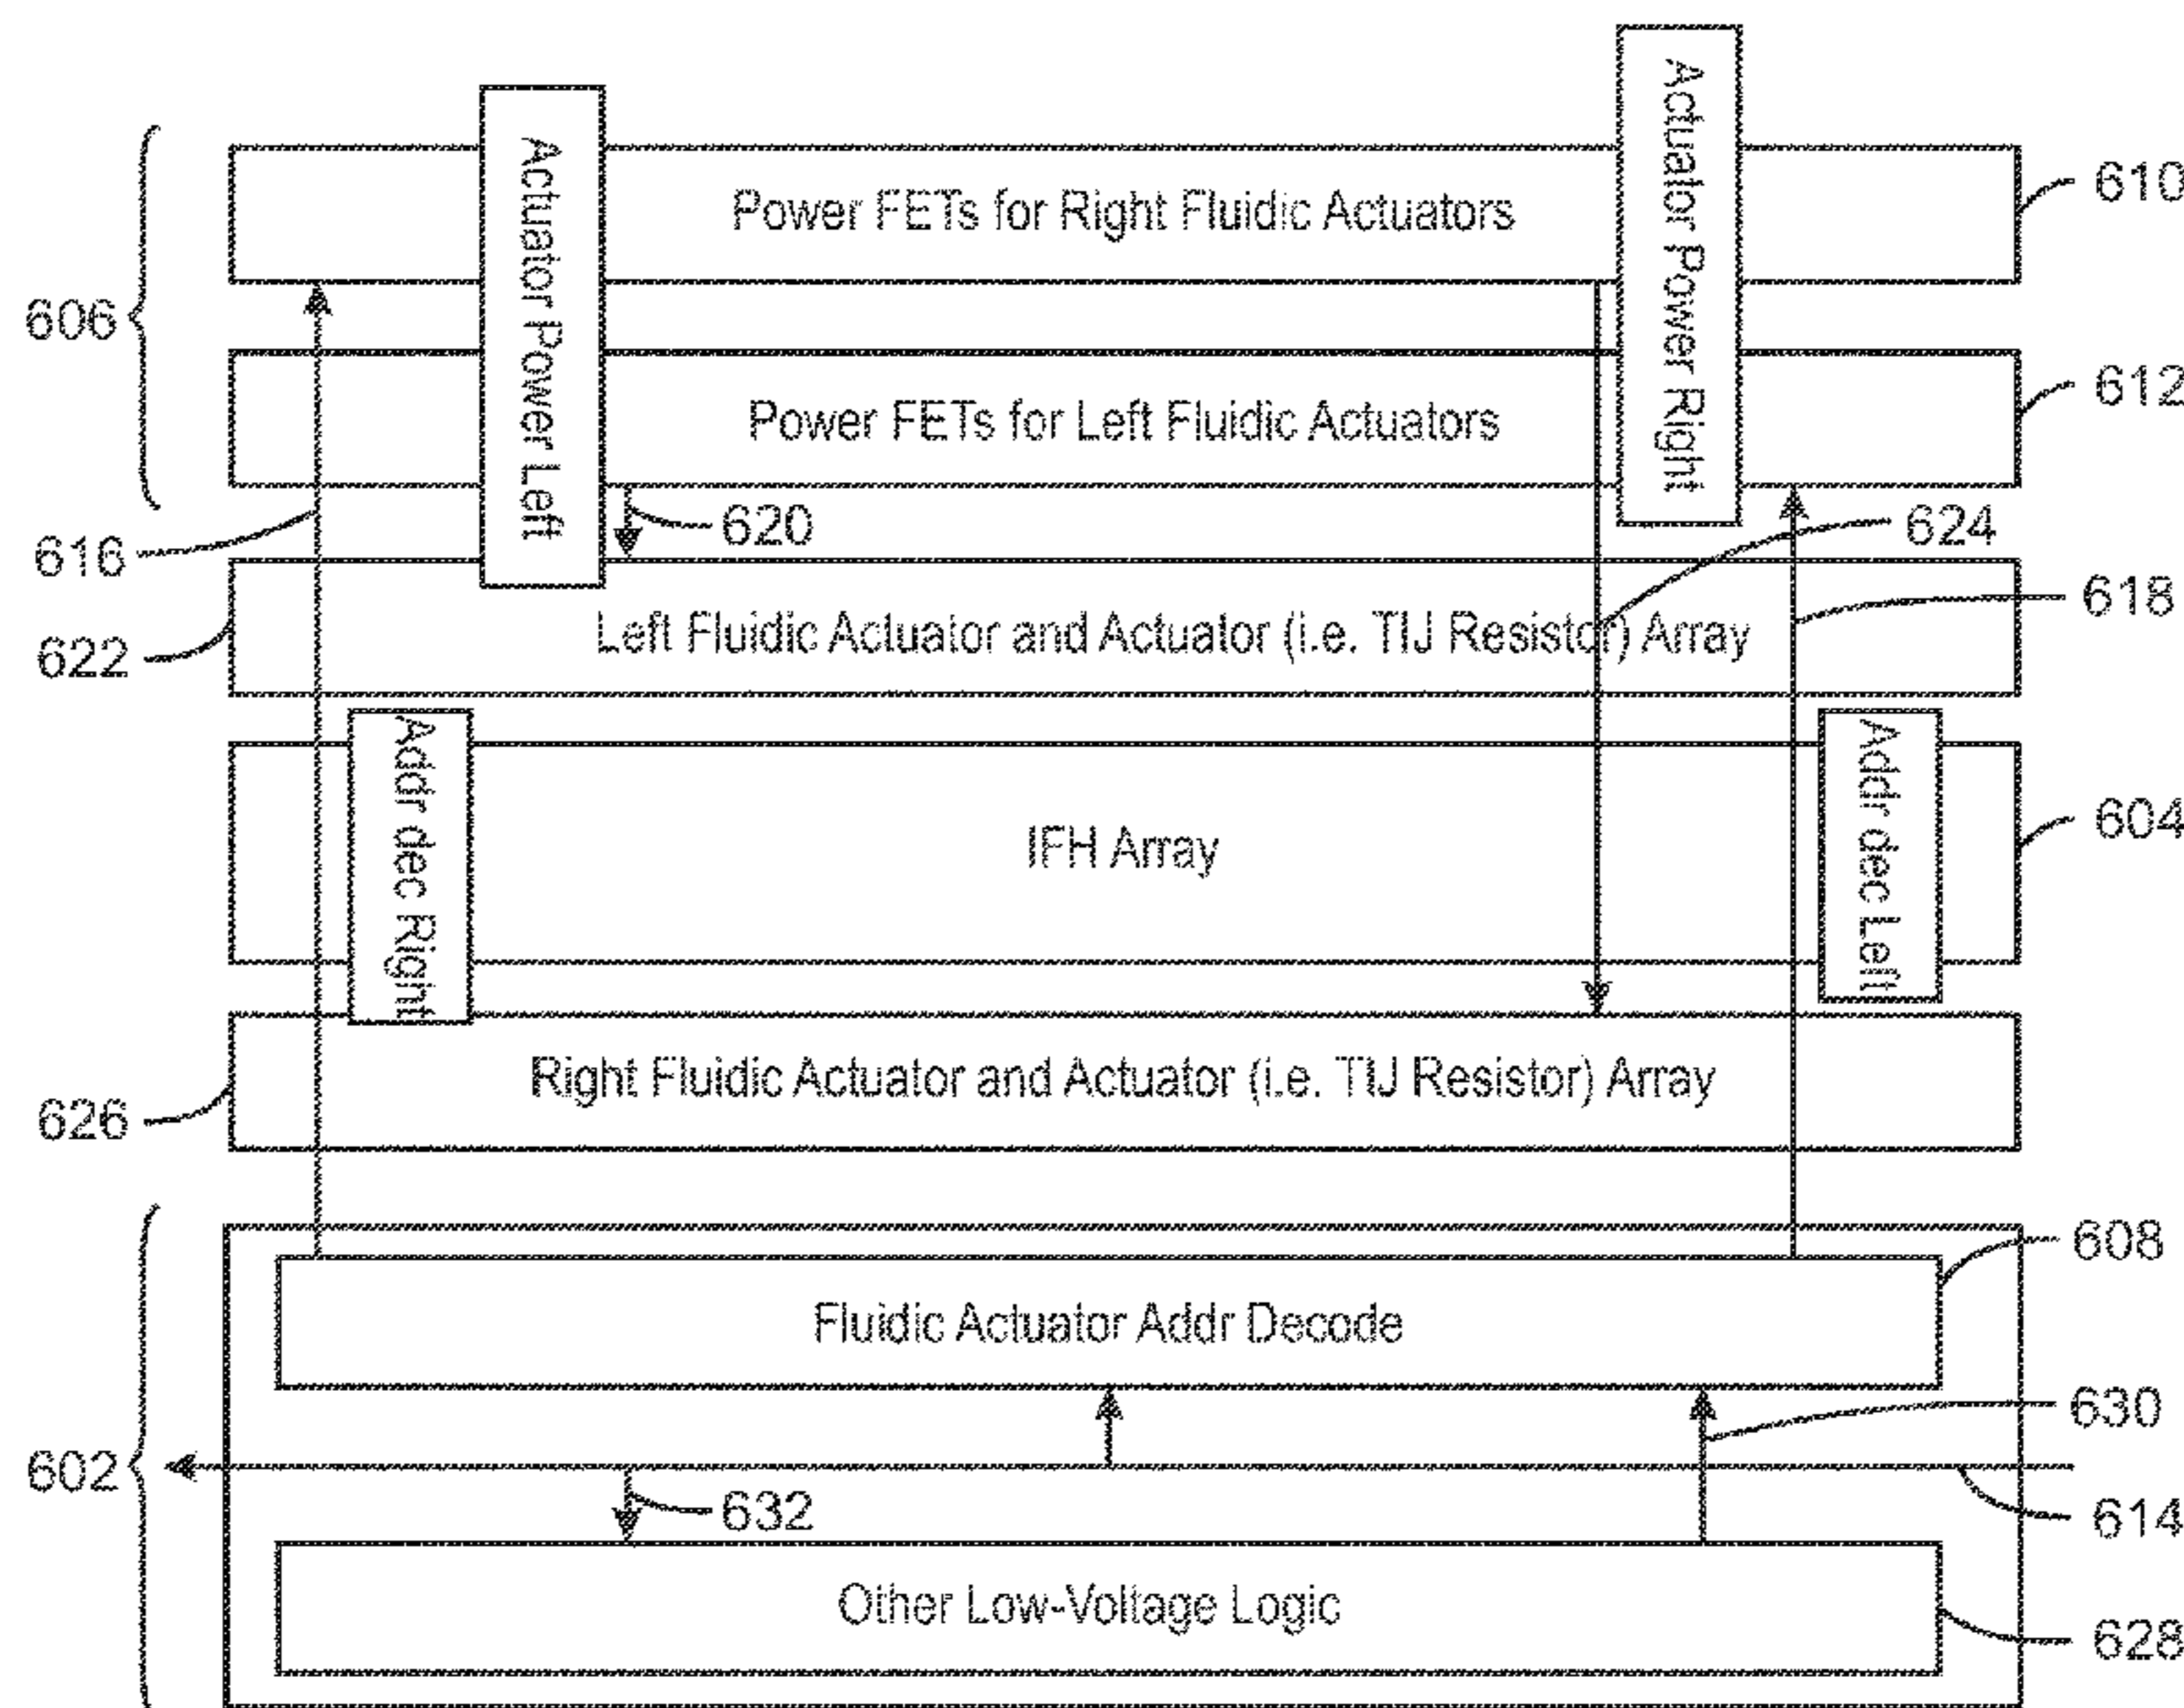 Actuator Power Right
Actuator Power Left
606
Power FETs for Right Fluidic Actuators
610
Power FETs for Left Fluidic Actuators
612
616
620
624
618
622
Left Fluidic Actuator and Actuator (i.e. TIJ Resistor) Array
Addr dec Right
IFH Array
Addr dec Left
604
626
Right Fluidic Actuator and Actuator (i.e. TIJ Resistor) Array
608
Fluidic Actuator Addr Decode
630
602
632
614
Other Low-Voltage Logic
628